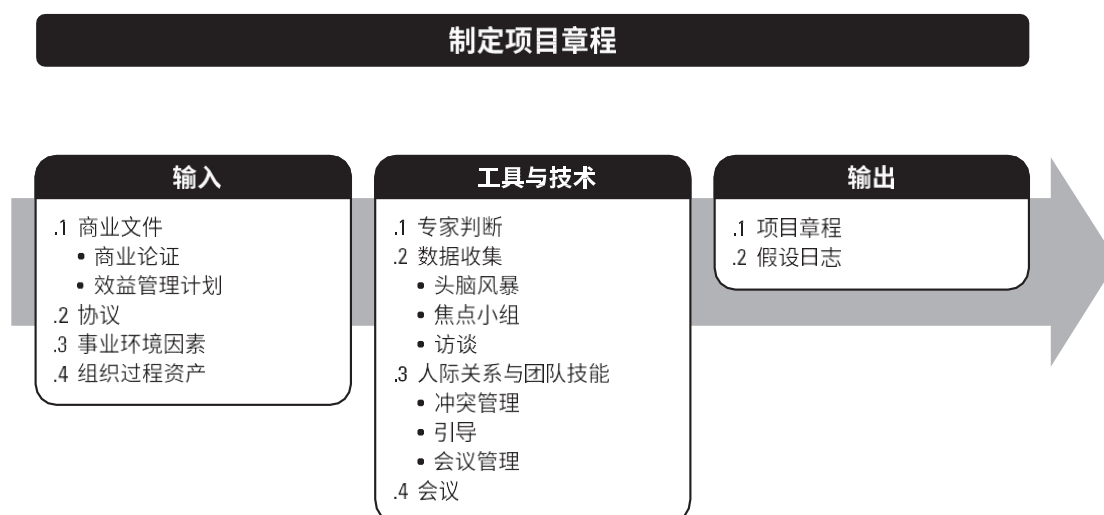 制定项目章程
输入
.1 商业文件
• 商业论证
• 效益管理计划
.2 协议
.3 事业环境因素
.4 组织过程资产
工具与技术
.1 专家判断
.2 数据收集
• 头脑风暴
• 焦点小组
• 访谈
.3 人际关系与团队技能
• 冲突管理
• 引导
• 会议管理
.4 会议
输出
.1 项目章程
.2 假设日志